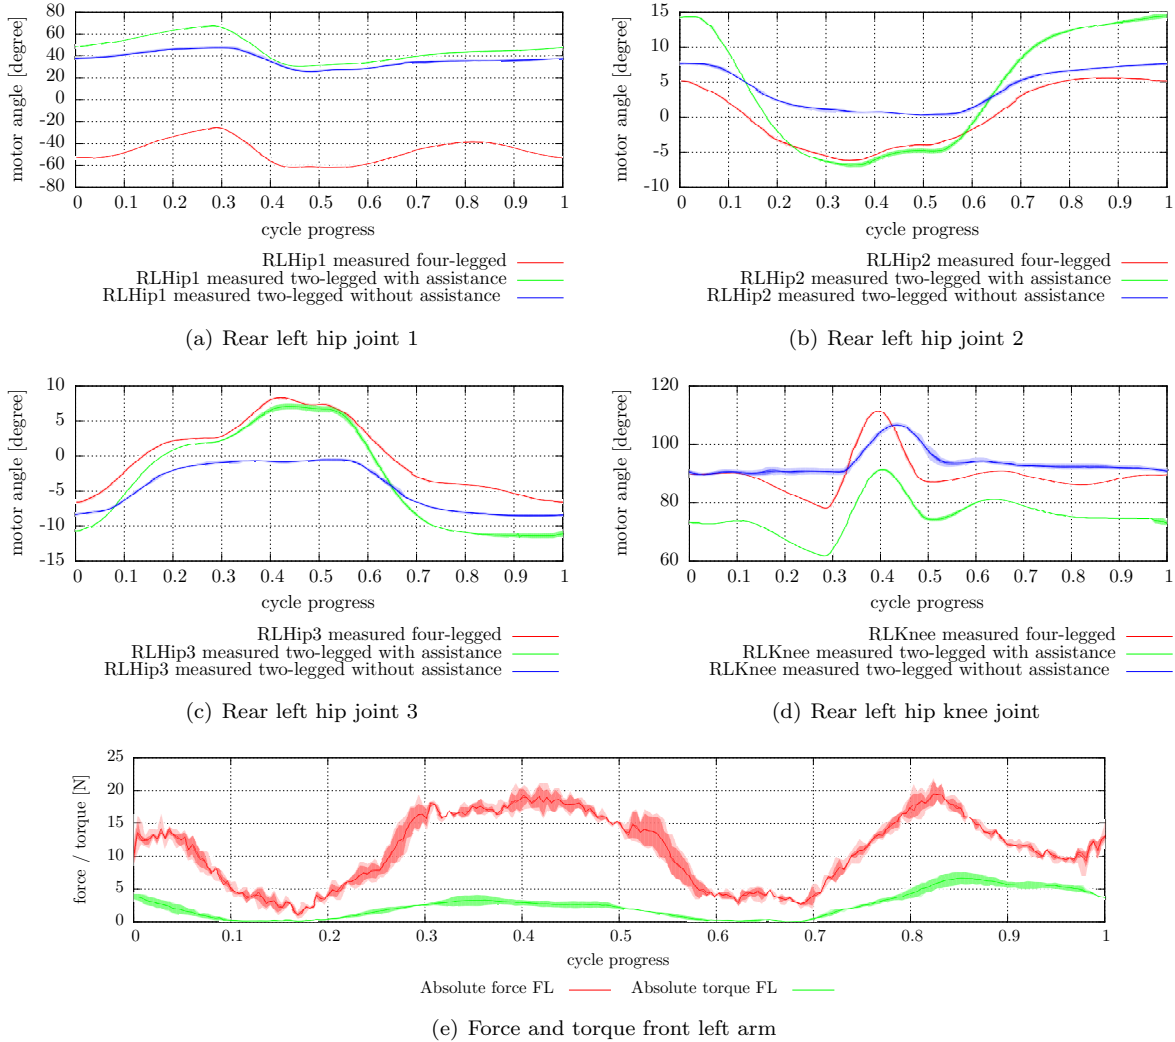 80
60
40
20
0
-20
-40
-60
-80
motor angle [degree]
0 0.1 0.2 0.3 0.4 0.5 0.6 0.7 0.8 0.9 1
cycle progress
RLHip1 measured four-legged
RLHip1 measured two-legged with assistance
RLHip1 measured two-legged without assistance
(a) Rear left hip joint 1
15
10
5
0
-5
-10
motor angle [degree]
0 0.1 0.2 0.3 0.4 0.5 0.6 0.7 0.8 0.9 1
cycle progress
RLHip2 measured four-legged
RLHip2 measured two-legged with assistance
RLHip2 measured two-legged without assistance
(b) Rear left hip joint 2
10
5
0
-5
-10
-15
motor angle [degree]
0 0.1 0.2 0.3 0.4 0.5 0.6 0.7 0.8 0.9 1
cycle progress
RLHip3 measured four-legged
RLHip3 measured two-legged with assistance
RLHip3 measured two-legged without assistance
(c) Rear left hip joint 3
120
100
80
60
motor angle [degree]
0 0.1 0.2 0.3 0.4 0.5 0.6 0.7 0.8 0.9 1
cycle progress
RLKnee measured four-legged
RLKnee measured two-legged with assistance
RLKnee measured two-legged without assistance
(d) Rear left hip knee joint
25
20
15
10
5
0
force / torque [N]
0 0.1 0.2 0.3 0.4 0.5 0.6 0.7 0.8 0.9 1
cycle progress
Absolute force FL Absolute torque FL
(e) Force and torque front left arm